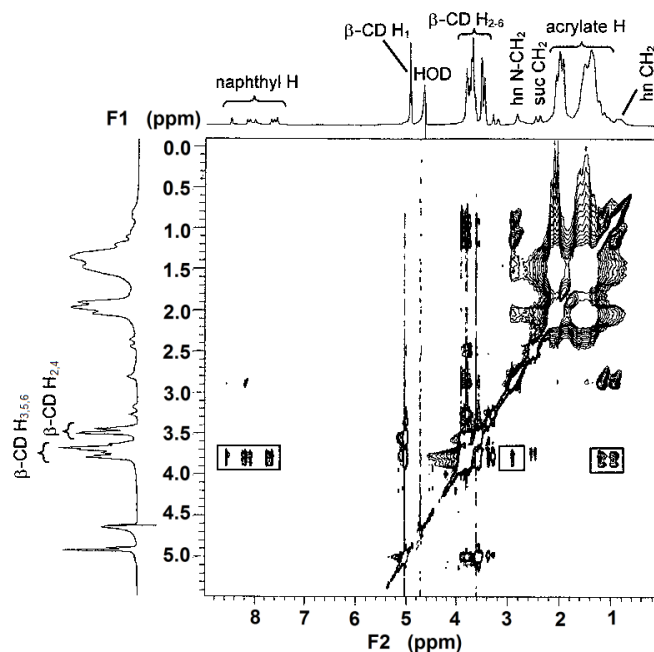 β-CD H2-6
acrylate H
β-CD H1
naphthyl H
HOD
hn N-CH2
suc CH2
hn CH2
F1 (ppm)
0.0
0.5
1.0
1.5
2.0
2.5
3.0
3.5
4.0
4.5
5.0
β-CD H3,5,6
β-CD H2,4
8 7 6 5 4 3 2 1
F2 (ppm)